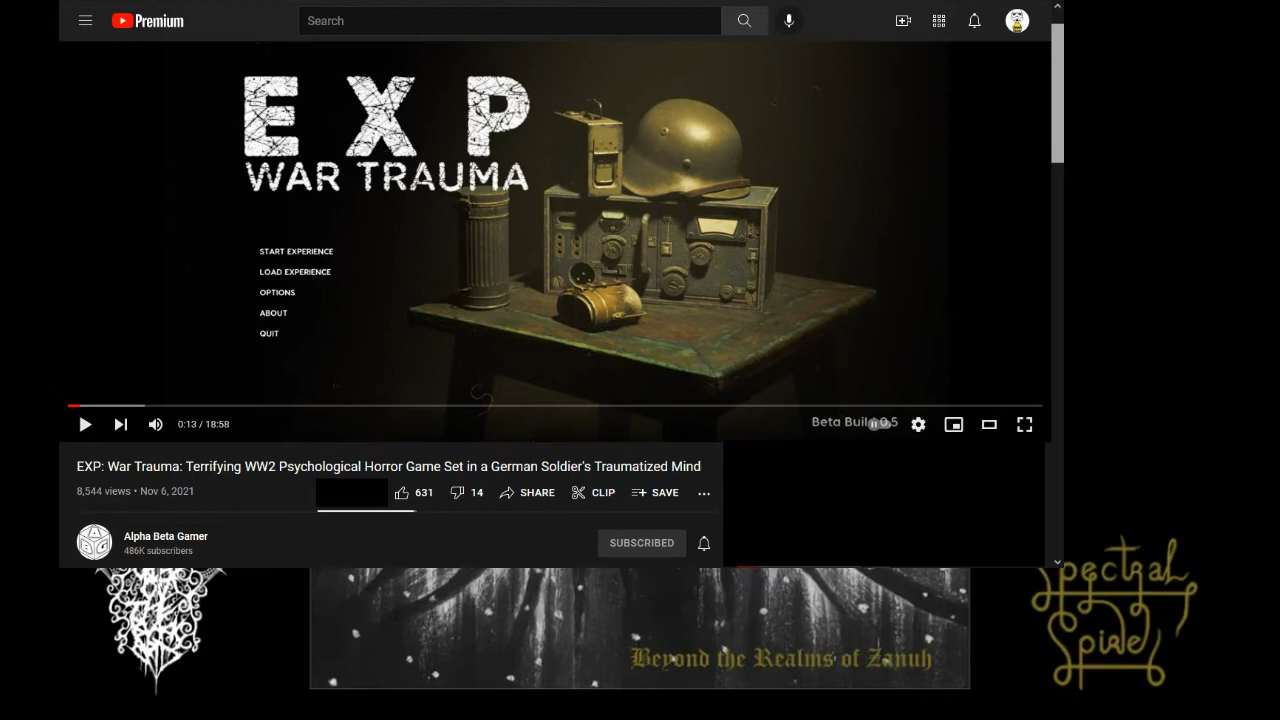 Premium
Search
EXP
WAR TRAUMA
START EXPERIENCE
LOAD EXPERIENCE
OPTIONS
ABOUT
QUIT
0:13 / 18:58
EXP: War Trauma: Terrifying WW2 Psychological Horror Game Set in a German Soldier's Traumatized Mind
8,544 views • Nov 6, 2021
631
14
SHARE
CLIP
SAVE
Alpha Beta Gamer
486K subscribers
SUBSCRIBED
Beyond the Realms of Zanuh
Spectral
Spire